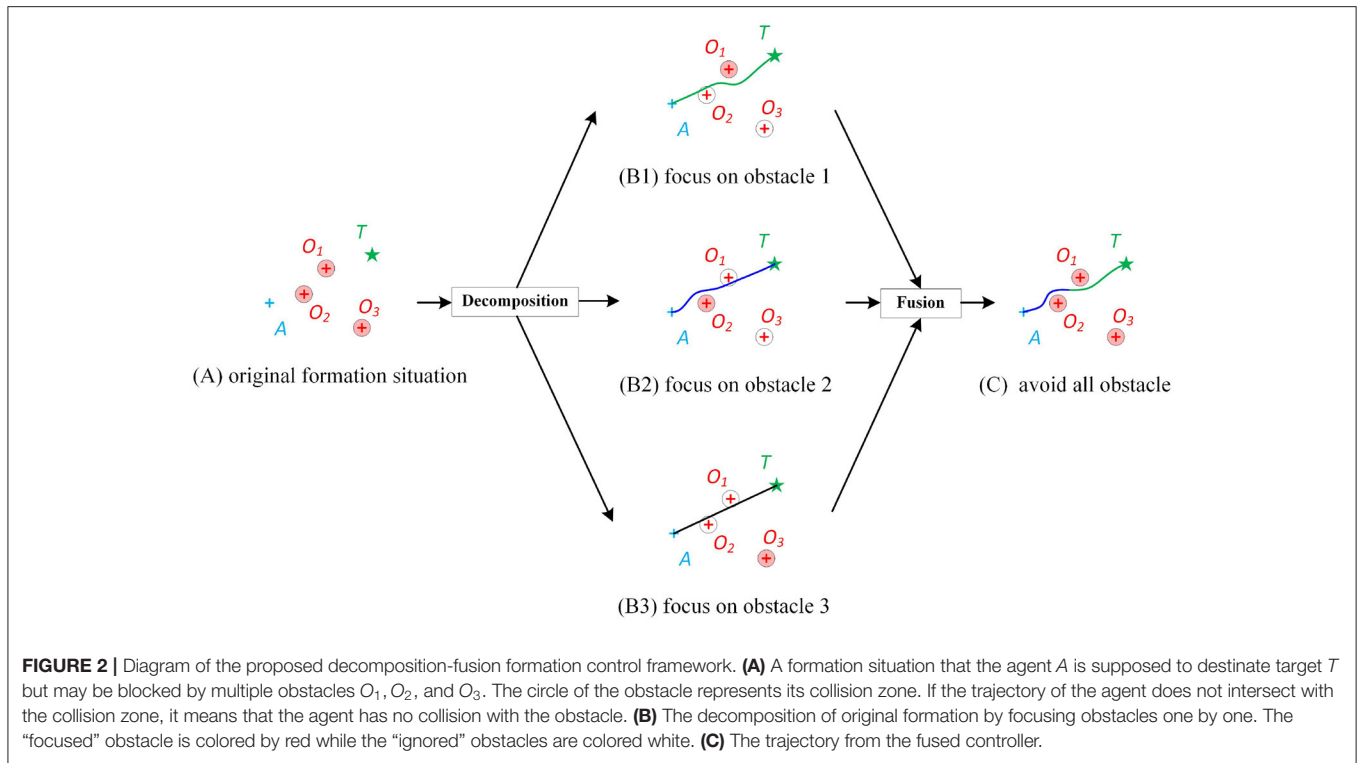 T
O1
O2
O3
A
(B1) focus on obstacle 1
T
O1
O2
O3
A
(A) original formation situation
Decomposition
T
O1
O2
O3
A
(B2) focus on obstacle 2
Fusion
T
O1
O2
O3
A
(C) avoid all obstacle
T
O1
O2
O3
A
(B3) focus on obstacle 3
FIGURE 2 | Diagram of the proposed decomposition-fusion formation control framework. (A) A formation situation that the agent A is supposed to destinate target T
but may be blocked by multiple obstacles O1, O2, and O3. The circle of the obstacle represents its collision zone. If the trajectory of the agent does not intersect with
the collision zone, it means that the agent has no collision with the obstacle. (B) The decomposition of original formation by focusing obstacles one by one. The
“focused” obstacle is colored by red while the “ignored” obstacles are colored white. (C) The trajectory from the fused controller.